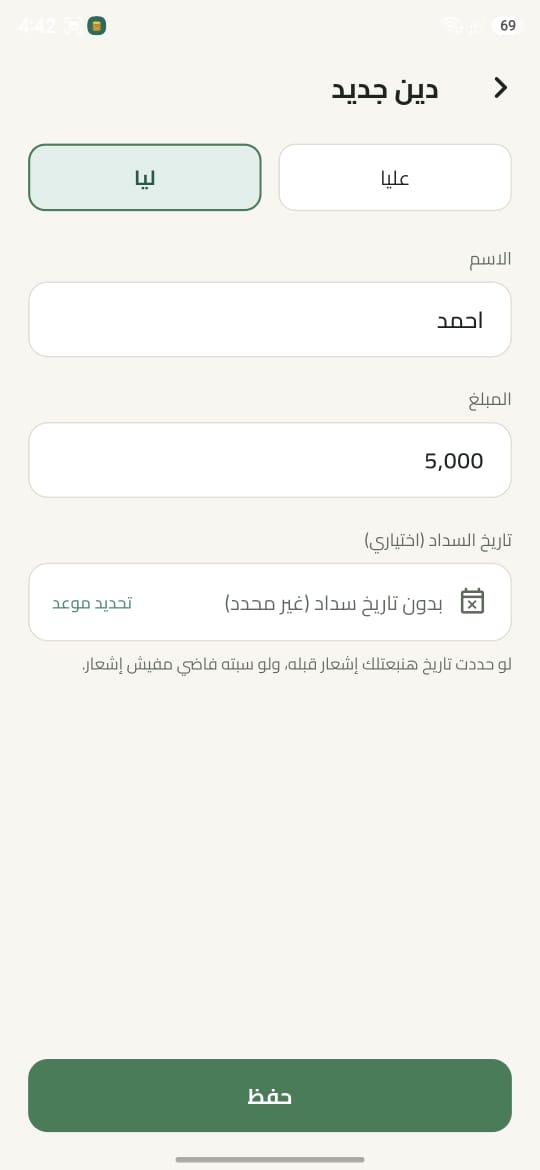 4:42
69
دين جديد
عليا
ليا
الاسم
احمد
المبلغ
5,000
تاريخ السداد (اختياري)
بدون تاريخ سداد (غير محدد)
تحديد موعد
لو حددت تاريخ هنبعتلك إشعار قبله، ولو سبته فاضي مفيش إشعار.
حفظ